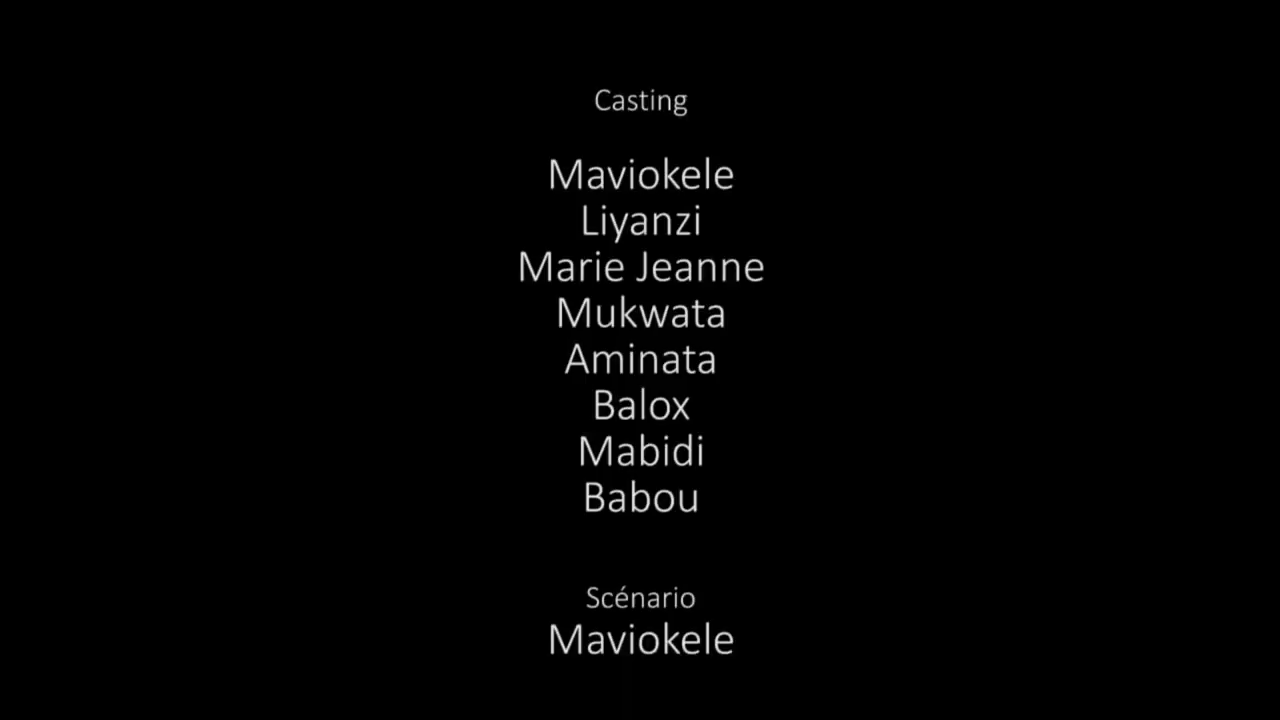 Casting
Maviokele
Liyanzi
Marie Jeanne
Mukwata
Aminata
Balox
Mabidi
Babou
Scénario
Maviokele